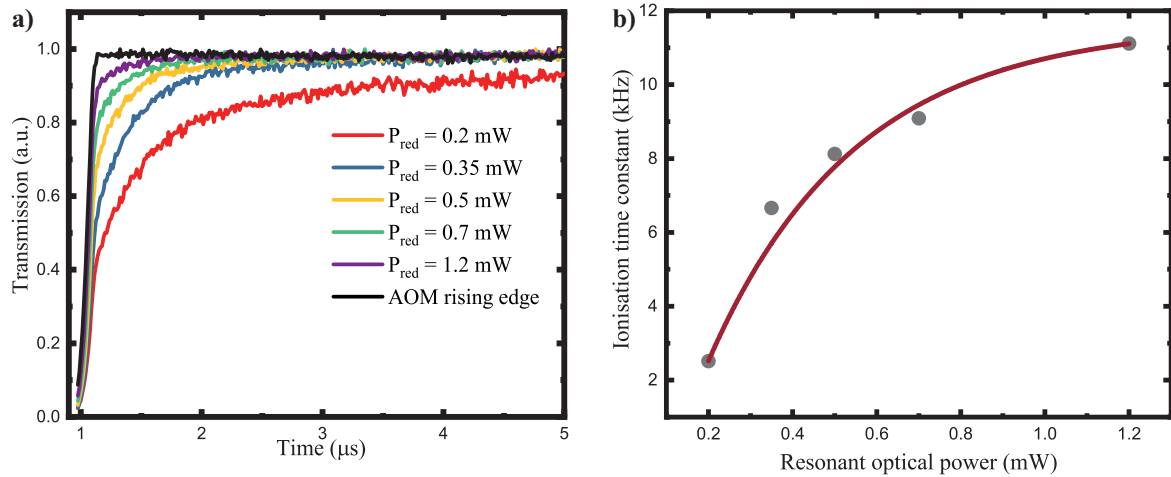 a)
Transmission (a.u.)
1.0
0.8
0.6
0.4
0.2
0.0
P_red = 0.2 mW
P_red = 0.35 mW
P_red = 0.5 mW
P_red = 0.7 mW
P_red = 1.2 mW
AOM rising edge
1 2 3 4 5
Time (μs)
b)
Ionisation time constant (kHz)
12
10
8
6
4
2
0.2 0.4 0.6 0.8 1.0 1.2
Resonant optical power (mW)